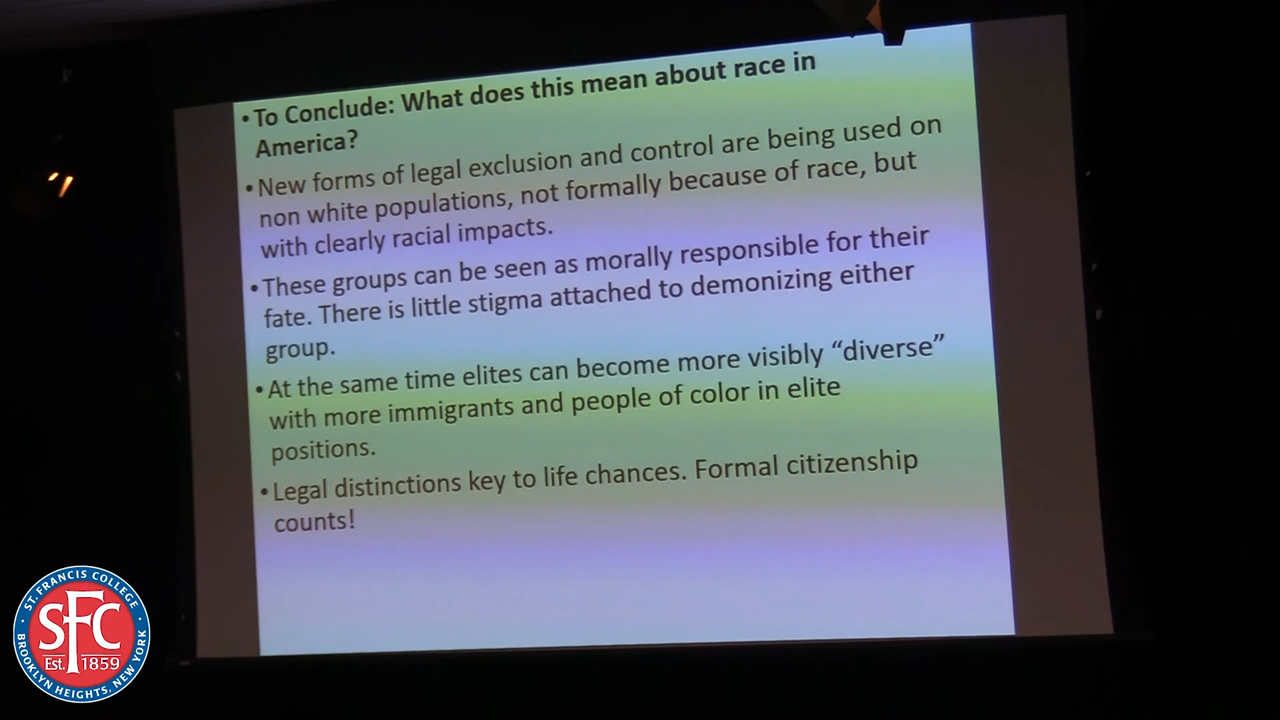 • To Conclude: What does this mean about race in
America?
• New forms of legal exclusion and control are being used on
non white populations, not formally because of race, but
with clearly racial impacts.
• These groups can be seen as morally responsible for their
fate. There is little stigma attached to demonizing either
group.
• At the same time elites can become more visibly “diverse”
with more immigrants and people of color in elite
positions.
• Legal distinctions key to life chances. Formal citizenship
counts!
· ST. FRANCIS COLLEGE ·
SFC
Est. 1859
BROOKLYN HEIGHTS, NEW YORK